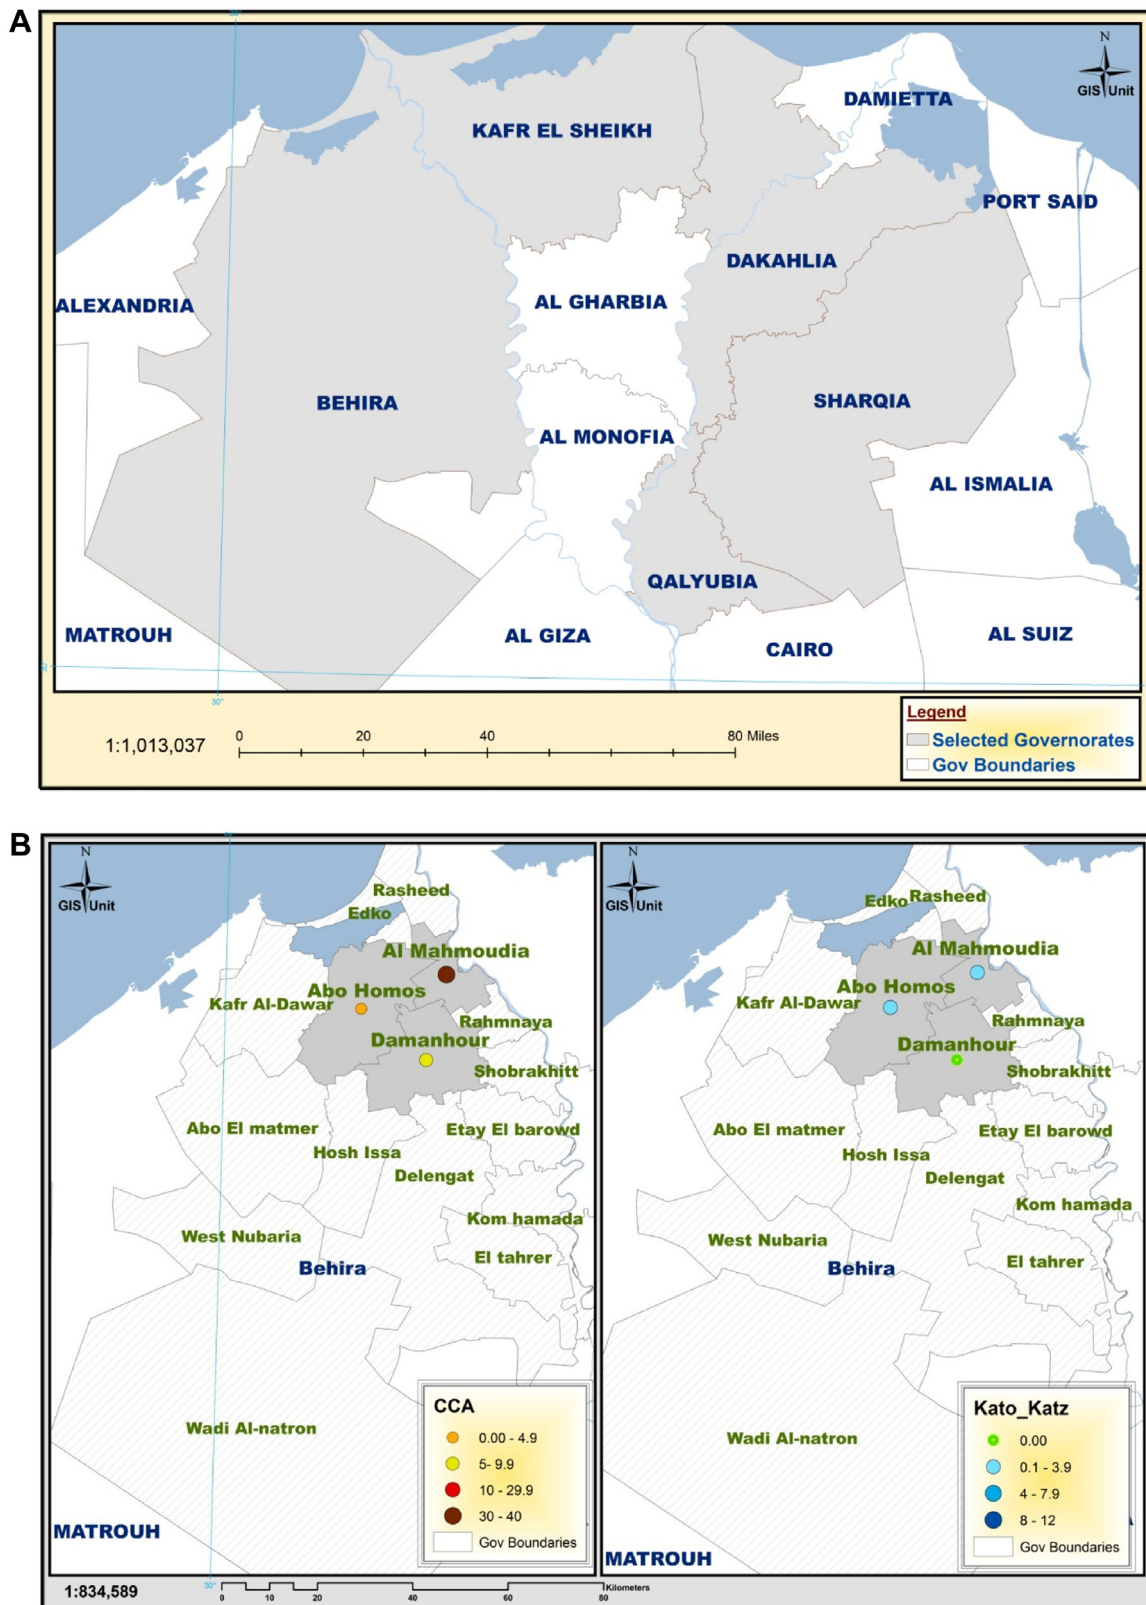 A
30°
N
GIS Unit
DAMIETTA
KAFR EL SHEIKH
PORT SAID
DAKAHLIA
ALEXANDRIA
AL GHARBIA
BEHIRA
SHARQIA
AL MONOFIA
AL ISMALIA
QALYUBIA
MATROUH
AL GIZA
CAIRO
AL SUIZ
30°
1:1,013,037
0 20 40 80 Miles
Legend
Selected Governorates
Gov Boundaries
B
N
GIS Unit
Rasheed
Edko
Al Mahmoudia
Abo Homos
Kafr Al-Dawar
Rahmnaya
Damanhour
Shobrakhitt
Abo El matmer
Etay El barowd
Hosh Issa
Delengat
Kom hamada
West Nubaria
El tahrer
Behira
Wadi Al-natron
MATROUH
CCA
0.00 - 4.9
5- 9.9
10 - 29.9
30 - 40
Gov Boundaries
30°
1:834,589
0 10 20 40 60 80 Kilometers
N
GIS Unit
Edko
Rasheed
Al Mahmoudia
Abo Homos
Kafr Al-Dawar
Rahmnaya
Damanhour
Shobrakhitt
Abo El matmer
Etay El barowd
Hosh Issa
Delengat
Kom hamada
West Nubaria
El tahrer
Behira
Wadi Al-natron
MATROUH
Kato_Katz
0.00
0.1 - 3.9
4 - 7.9
8 - 12
Gov Boundaries